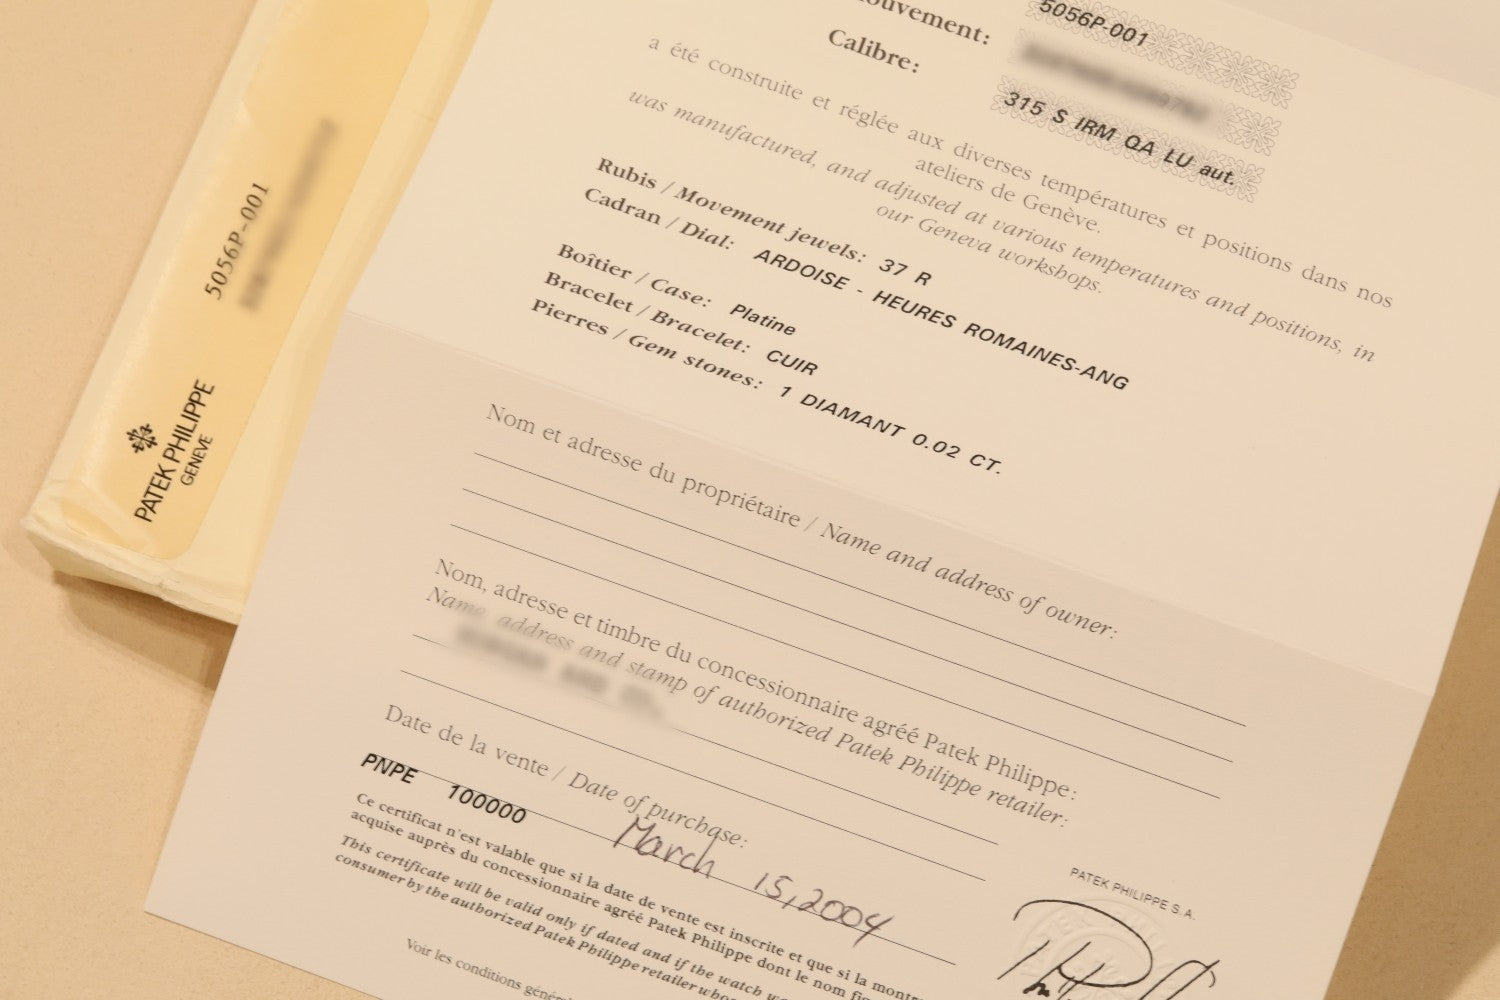 5056P-001
PATEK PHILIPPE
GENEVE
5056P-001
Calibre: 315 S IRM QA LU aut.
a été construite et réglée aux diverses températures et positions dans nos
ateliers de Genève.
was manufactured, and adjusted at various temperatures and positions, in
our Geneva workshops.
Rubis / Movement jewels: 37 R
Cadran / Dial: ARDOISE - HEURES ROMAINES-ANG
Boîtier / Case: Platine
Bracelet / Bracelet: CUIR
Pierres / Gem stones: 1 DIAMANT 0.02 CT.
Nom et adresse du propriétaire / Name and address of owner:
Nom, adresse et timbre du concessionnaire agréé Patek Philippe:
Name address and stamp of authorized Patek Philippe retailer:
Date de la vente / Date of purchase:
PNPE 100000
March 15,2004
Ce certificat n'est valable que si la date de vente est inscrite et que si la
acquise auprès du concessionnaire agréé Patek Philippe dont le nom
This certificate will be valid only if dated and if the watch
consumer by the authorized Patek Philippe retailer
Voir les conditions
PATEK PHILIPPE S.A.